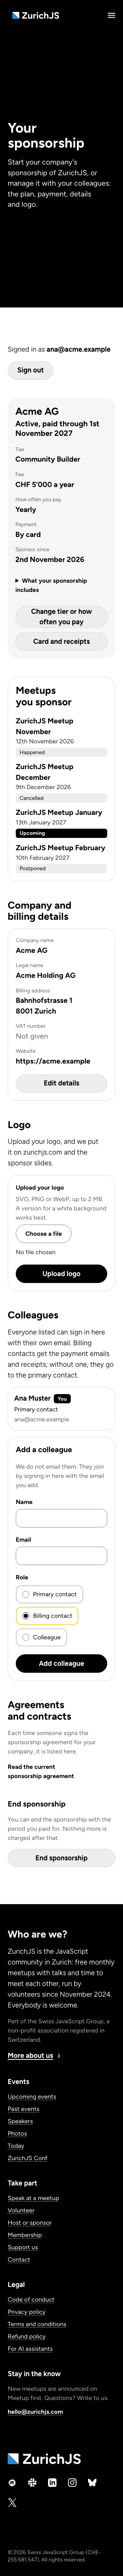 ZurichJS
Your
sponsorship
Start your company's
sponsorship of ZurichJS, or
manage it with your colleagues:
the plan, payment, details
and logo.
Signed in as ana@acme.example
Sign out
Acme AG
Active, paid through 1st
November 2027
Tier
Community Builder
Fee
CHF 5'000 a year
How often you pay
Yearly
Payment
By card
Sponsor since
2nd November 2026
What your sponsorship
includes
Change tier or how
often you pay
Card and receipts
Meetups
you sponsor
ZurichJS Meetup
November
12th November 2026
Happened
ZurichJS Meetup
December
9th December 2026
Cancelled
ZurichJS Meetup January
13th January 2027
Upcoming
ZurichJS Meetup February
10th February 2027
Postponed
Company and
billing details
Company name
Acme AG
Legal name
Acme Holding AG
Billing address
Bahnhofstrasse 1
8001 Zurich
VAT number
Not given
Website
https://acme.example
Edit details
Logo
Upload your logo, and we put
it on zurichjs.com and the
sponsor slides.
Upload your logo
SVG, PNG or WebP, up to 2 MB.
A version for a white background
works best.
Choose a file
No file chosen
Upload logo
Colleagues
Everyone listed can sign in here
with their own email. Billing
contacts get the payment emails
and receipts; without one, they go
to the primary contact.
Ana Muster You
Primary contact
ana@acme.example
Add a colleague
We do not email them. They join
by signing in here with the email
you add.
Name
Email
Role
Primary contact
Billing contact
Colleague
Add colleague
Agreements
and contracts
Each time someone signs the
sponsorship agreement for your
company, it is listed here.
Read the current
sponsorship agreement
End sponsorship
You can end the sponsorship with the
period you paid for. Nothing more is
charged after that.
End sponsorship
Who are we?
ZurichJS is the JavaScript
community in Zurich: free monthly
meetups with talks and time to
meet each other, run by
volunteers since November 2024.
Everybody is welcome.
Part of the Swiss JavaScript Group, a
non-profit association registered in
Switzerland.
More about us
Events
Upcoming events
Past events
Speakers
Photos
Today
ZurichJS Conf
Take part
Speak at a meetup
Volunteer
Host or sponsor
Membership
Support us
Contact
Legal
Code of conduct
Privacy policy
Terms and conditions
Refund policy
For AI assistants
Stay in the know
New meetups are announced on
Meetup first. Questions? Write to us.
hello@zurichjs.com
ZurichJS
© 2026 Swiss JavaScript Group (CHE-
255.581.547). All rights reserved.